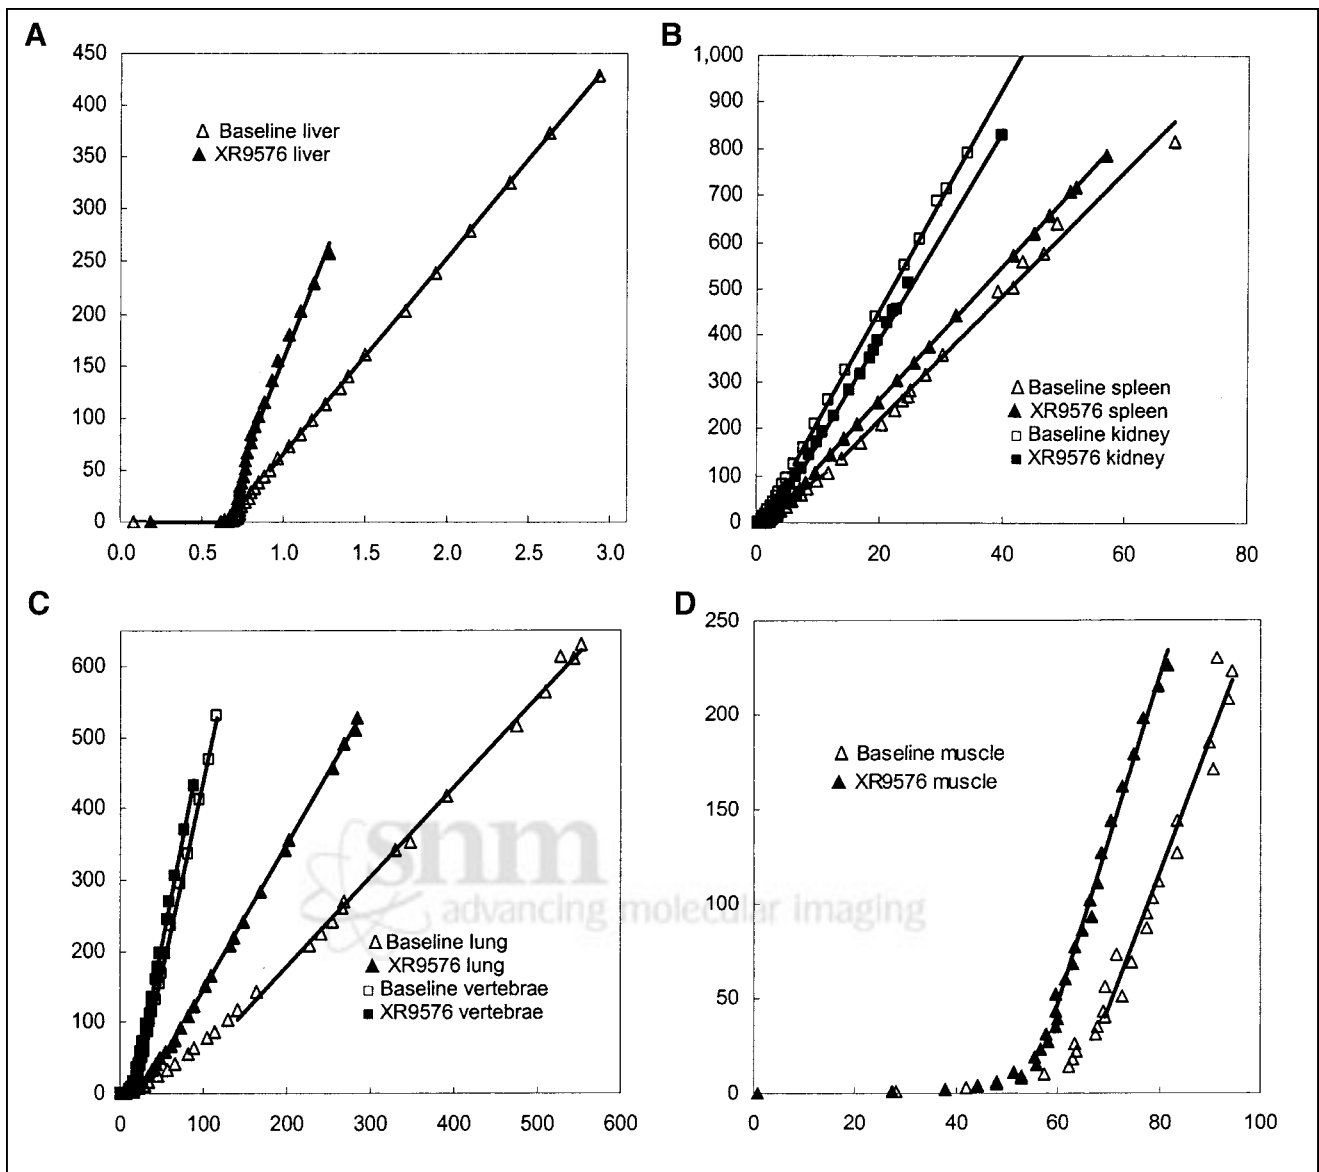 A
450
400
350
300
250
200
150
100
50
0
0.0 0.5 1.0 1.5 2.0 2.5 3.0
Baseline liver
XR9576 liver
B
1,000
900
800
700
600
500
400
300
200
100
0
0 20 40 60 80
Baseline spleen
XR9576 spleen
Baseline kidney
XR9576 kidney
C
600
500
400
300
200
100
0
0 100 200 300 400 500 600
Baseline lung
XR9576 lung
Baseline vertebrae
XR9576 vertebrae
D
250
200
150
100
50
0
0 20 40 60 80 100
Baseline muscle
XR9576 muscle
snm
advancing molecular imaging